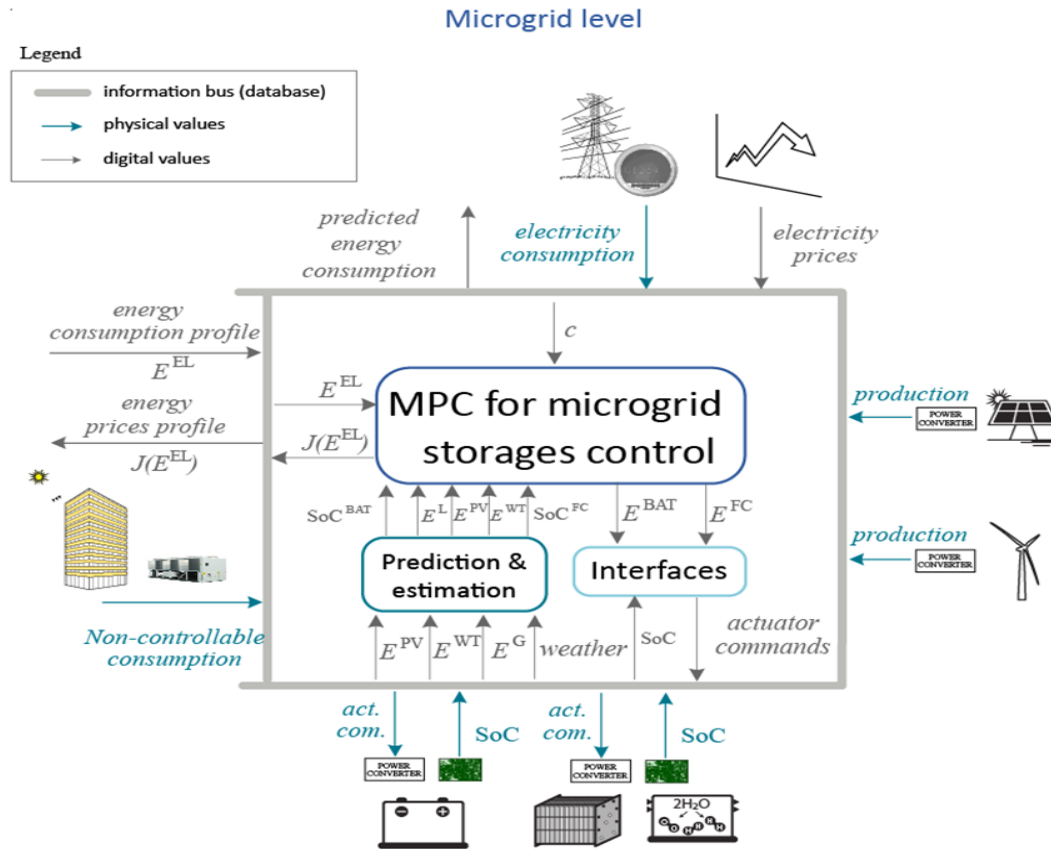 Microgrid level
Legend
information bus (database)
physical values
digital values
predicted
energy
consumption
electricity
consumption
electricity
prices
energy
consumption profile
E^EL
energy
prices profile
J(E^EL)
c
E^EL
J(E^EL)
MPC for microgrid
storages control
production
POWER
CONVERTER
SoC^BAT
E^L
E^PV
E^WT
SoC^FC
E^BAT
E^FC
Prediction &
estimation
Interfaces
production
POWER
CONVERTER
Non-controllable
consumption
E^PV
E^WT
E^G
weather
SoC
actuator
commands
act.
com.
SoC
act.
com.
SoC
POWER
CONVERTER
POWER
CONVERTER
2H₂O
O
O
H
H
H
H